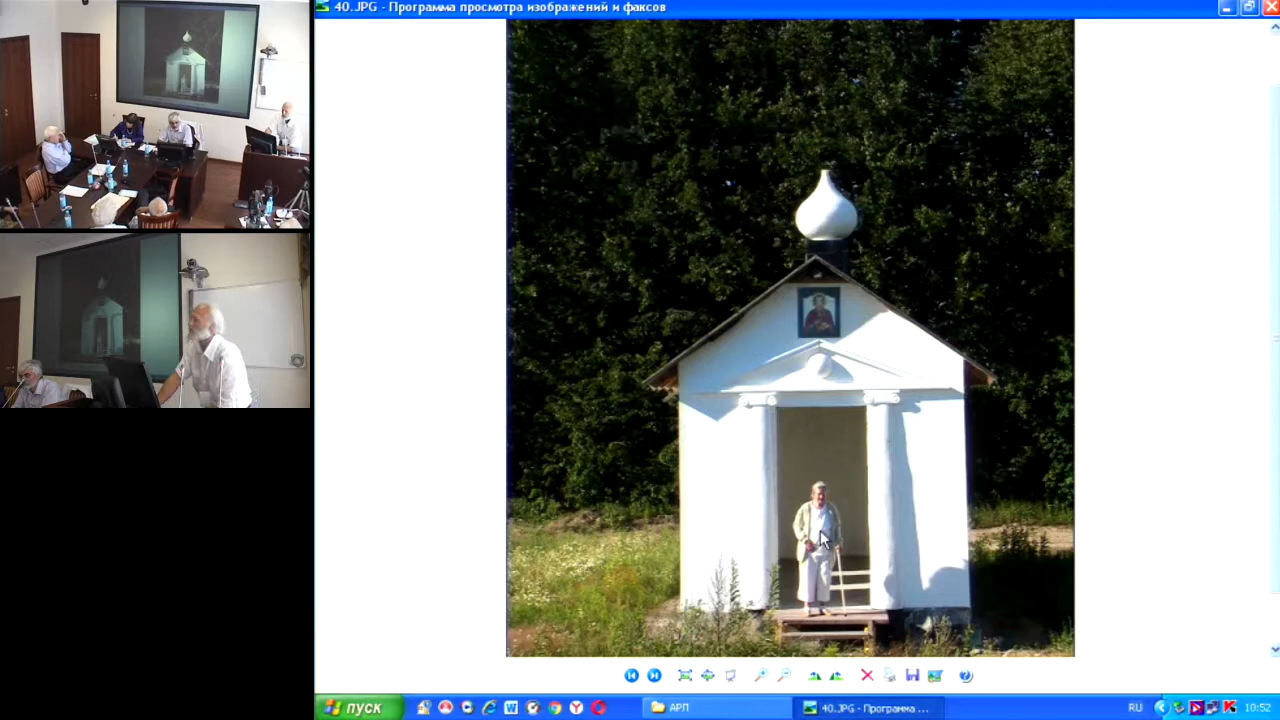 40.JPG - Программа просмотра изображений и факсов
пуск
АРП
40.JPG - Программа ...
RU
10:52